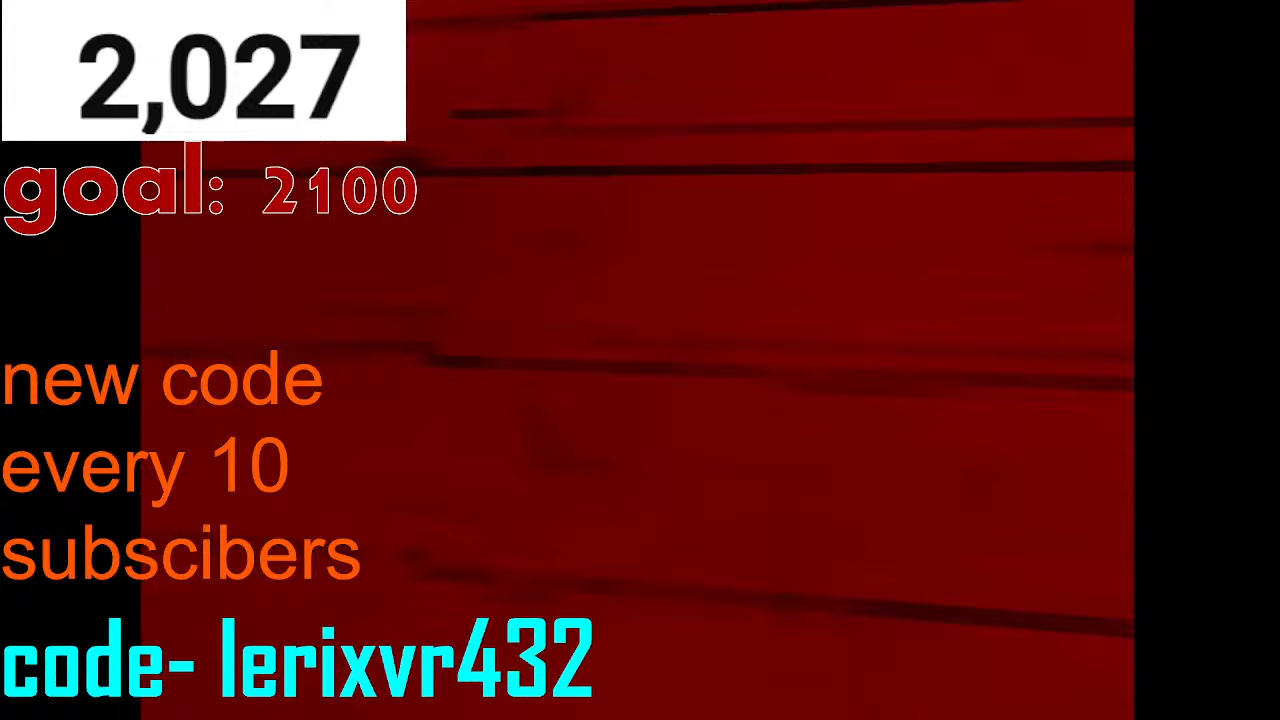 2,027
goal: 2100
new code
every 10
subscibers
code- lerixvr432